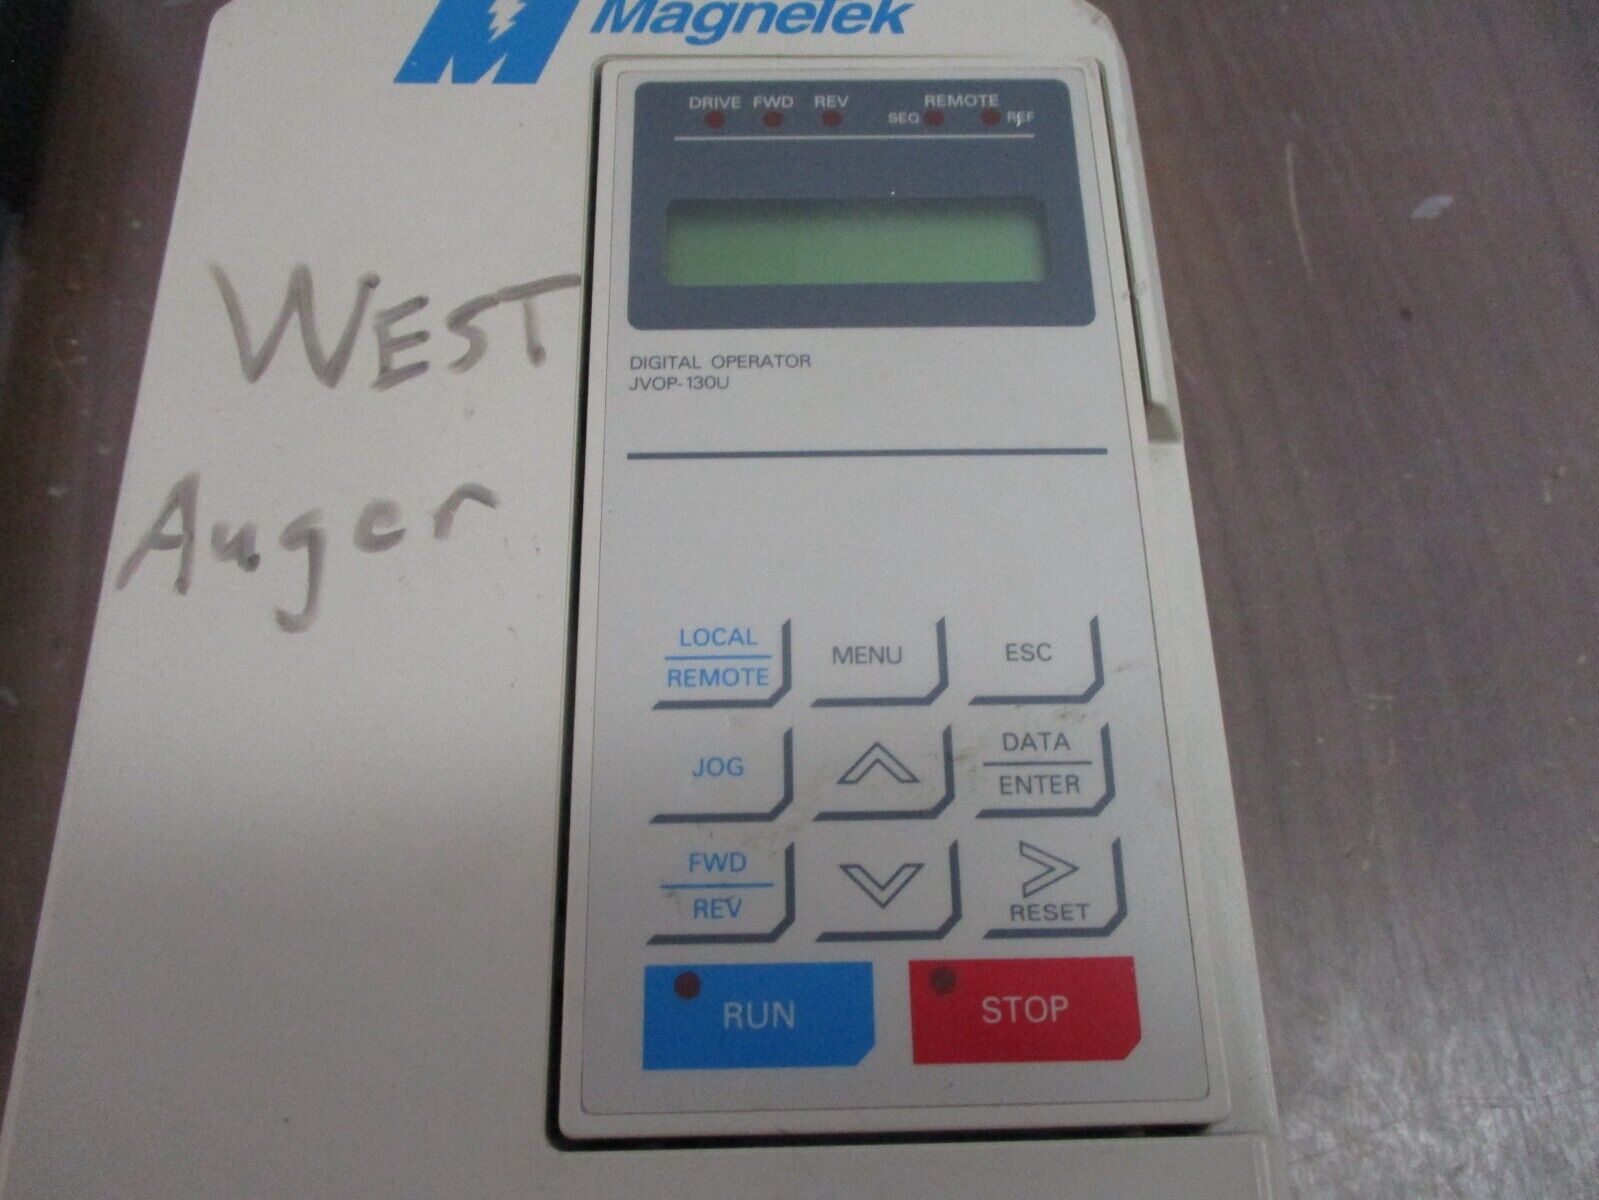 MagneTek
DRIVE FWD REV REMOTE
SEQ REF
WEST
Auger
DIGITAL OPERATOR
JVOP-130U
LOCAL
REMOTE
MENU
ESC
JOG
DATA
ENTER
FWD
REV
RESET
RUN
STOP